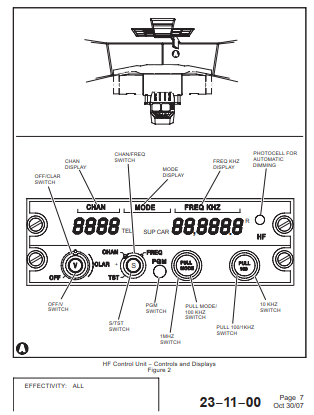 A
CHAN/FREQ
SWITCH
PHOTOCELL FOR
AUTOMATIC
DIMMING
CHAN
DISPLAY
MODE
DISPLAY
FREQ KHZ
DISPLAY
OFF/CLAR
SWITCH
CHAN MODE FREQ KHZ
8888 TEL SUP CAR 88,888.8 R
HF
CHAN FREQ
V CLAR + S PGM PULL MODE PULL 100
OFF TST
OFF/V
SWITCH
S/TST
SWITCH
PGM
SWITCH
PULL MODE/
100 KHZ
SWITCH
1MHZ
SWITCH
10 KHZ
SWITCH
PULL 100/1KHZ
SWITCH
A
HF Control Unit – Controls and Displays
Figure 2
EFFECTIVITY: ALL
23−11−00
Page 7
Oct 30/07